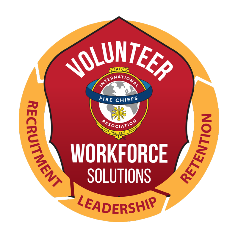 VOLUNTEER
INTERNATIONAL
FIRE CHIEFS
ASSOCIATION
WORKFORCE
SOLUTIONS
RECRUITMENT
LEADERSHIP
RETENTION